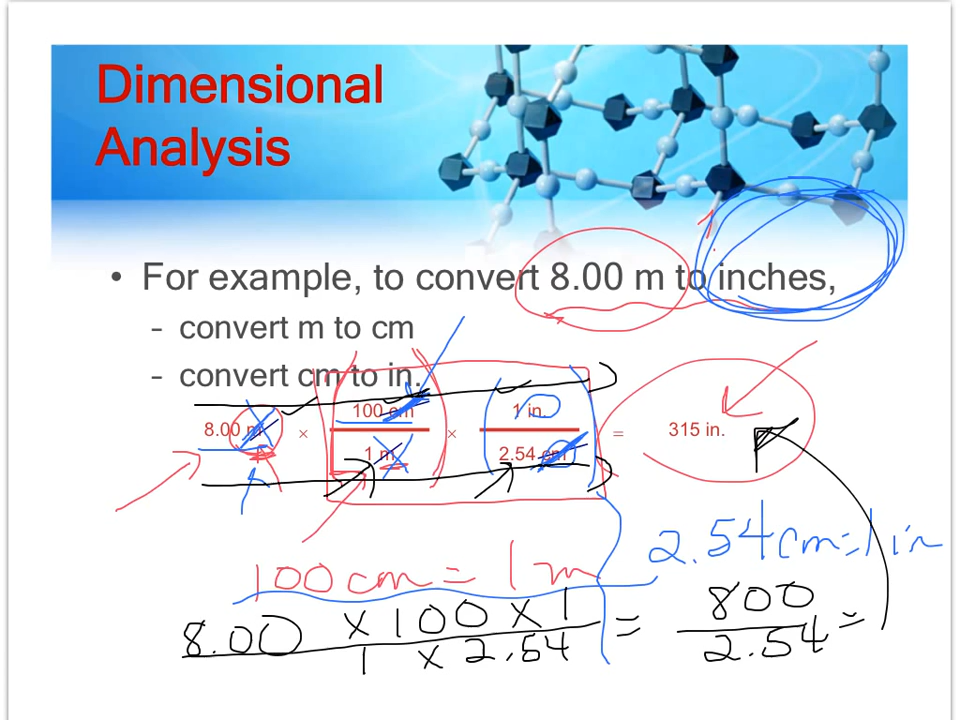 Dimensional
Analysis
• For example, to convert 8.00 m to inches,
– convert m to cm
– convert cm to in.
8.00 m × 100 cm / 1 m × 1 in. / 2.54 cm = 315 in.
2.54 cm = 1 in
100 cm = 1 m
8.00 × 100 × 1 / 1 × 2.54 = 800 / 2.54 =